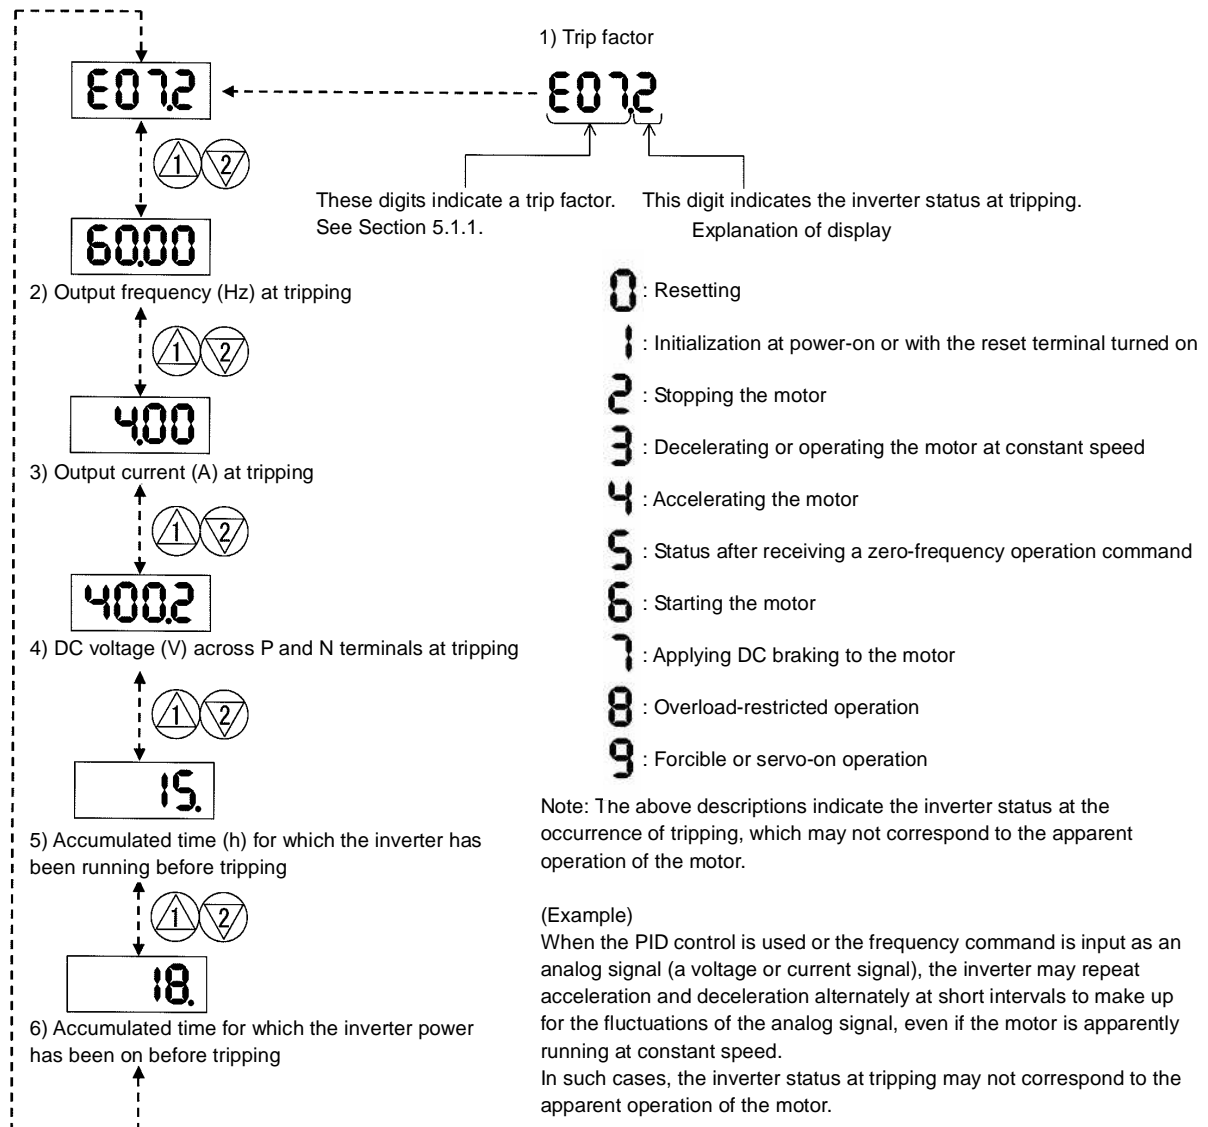 1) Trip factor
E07.2
E07.2
1 2
These digits indicate a trip factor.
See Section 5.1.1.
This digit indicates the inverter status at tripping.
Explanation of display
60.00
2) Output frequency (Hz) at tripping
1 2
4.00
3) Output current (A) at tripping
1 2
400.2
4) DC voltage (V) across P and N terminals at tripping
1 2
15.
5) Accumulated time (h) for which the inverter has
been running before tripping
1 2
18.
6) Accumulated time for which the inverter power
has been on before tripping
0 : Resetting
1 : Initialization at power-on or with the reset terminal turned on
2 : Stopping the motor
3 : Decelerating or operating the motor at constant speed
4 : Accelerating the motor
5 : Status after receiving a zero-frequency operation command
6 : Starting the motor
7 : Applying DC braking to the motor
8 : Overload-restricted operation
9 : Forcible or servo-on operation
Note: The above descriptions indicate the inverter status at the
occurrence of tripping, which may not correspond to the apparent
operation of the motor.
(Example)
When the PID control is used or the frequency command is input as an
analog signal (a voltage or current signal), the inverter may repeat
acceleration and deceleration alternately at short intervals to make up
for the fluctuations of the analog signal, even if the motor is apparently
running at constant speed.
In such cases, the inverter status at tripping may not correspond to the
apparent operation of the motor.